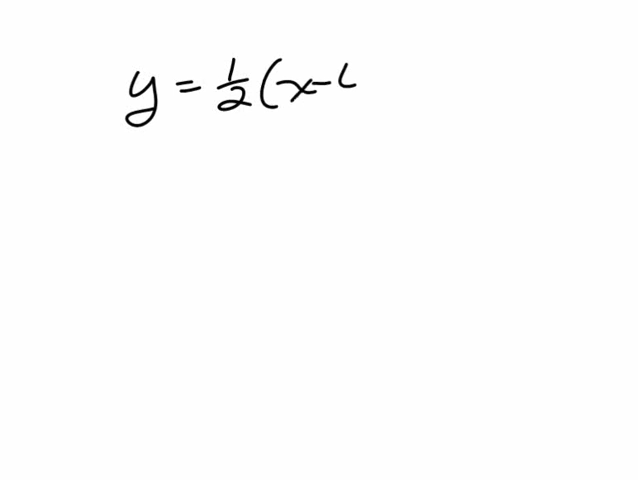 y = 1/2 (x-